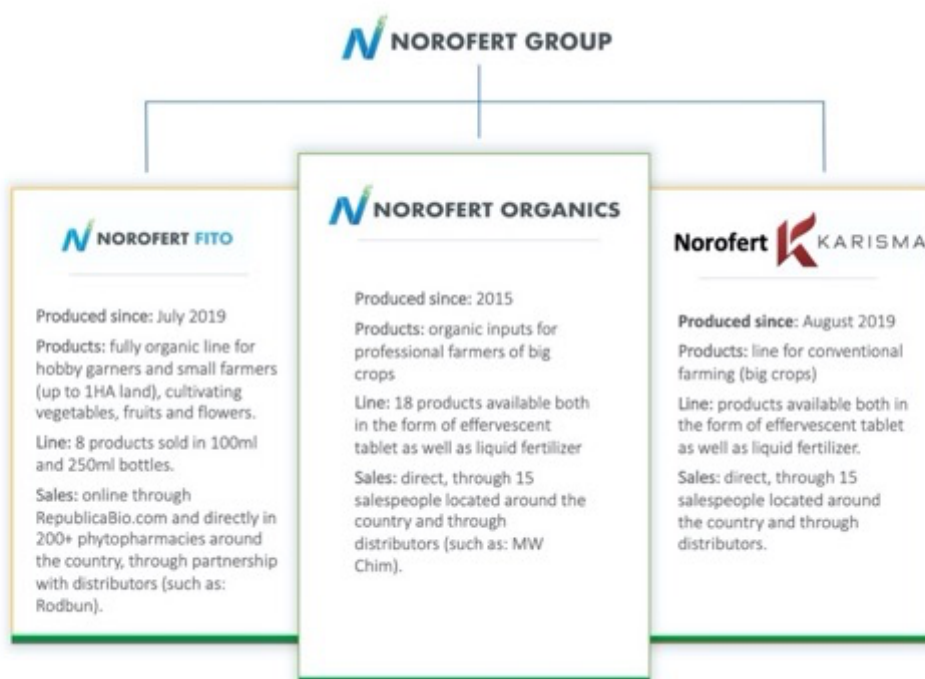 NOROFERT GROUP
NOROFERT FITO
Produced since: July 2019
Products: fully organic line for
hobby garners and small farmers
(up to 1HA land), cultivating
vegetables, fruits and flowers.
Line: 8 products sold in 100ml
and 250ml bottles.
Sales: online through
RepublicaBio.com and directly in
200+ phytopharmacies around
the country, through partnership
with distributors (such as:
Rodbun).
NOROFERT ORGANICS
Produced since: 2015
Products: organic inputs for
professional farmers of big
crops
Line: 18 products available both
in the form of effervescent
tablet as well as liquid fertilizer
Sales: direct, through 15
salespeople located around the
country and through
distributors (such as: MW
Chim).
Norofert KARISMA
Produced since: August 2019
Products: line for conventional
farming (big crops)
Line: products available both in
the form of effervescent tablet
as well as liquid fertilizer.
Sales: direct, through 15
salespeople located around
the country and through
distributors.